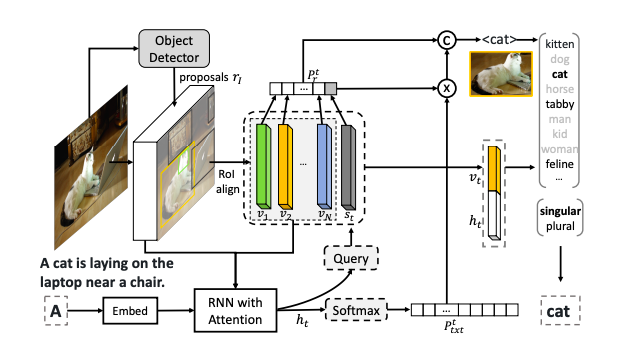 Object
Detector
proposals r_I
P_r^t
...
C
<cat>
X
kitten
dog
cat
horse
tabby
man
kid
woman
feline
...
RoI
align
v_1
v_2
...
v_N
s_t
v_t
h_t
singular
plural
A cat is laying on the
laptop near a chair.
Query
A
Embed
RNN with
Attention
h_t
Softmax
...
P_txt^t
cat